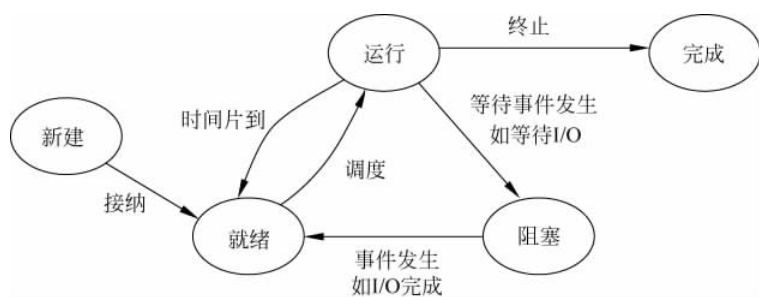 终止
运行
完成
等待事件发生
如等待I/O
时间片到
新建
调度
接纳
就绪
阻塞
事件发生
如I/O完成